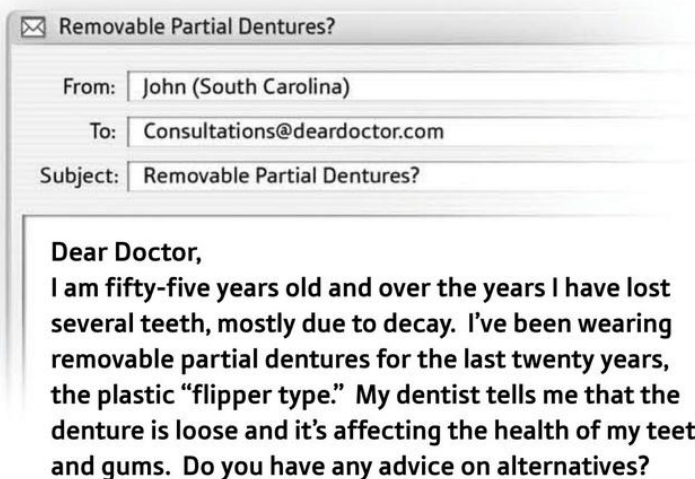 Removable Partial Dentures?
From: John (South Carolina)
To: Consultations@deardoctor.com
Subject: Removable Partial Dentures?
Dear Doctor,
I am fifty-five years old and over the years I have lost
several teeth, mostly due to decay. I've been wearing
removable partial dentures for the last twenty years,
the plastic “flipper type.” My dentist tells me that the
denture is loose and it's affecting the health of my teet
and gums. Do you have any advice on alternatives?